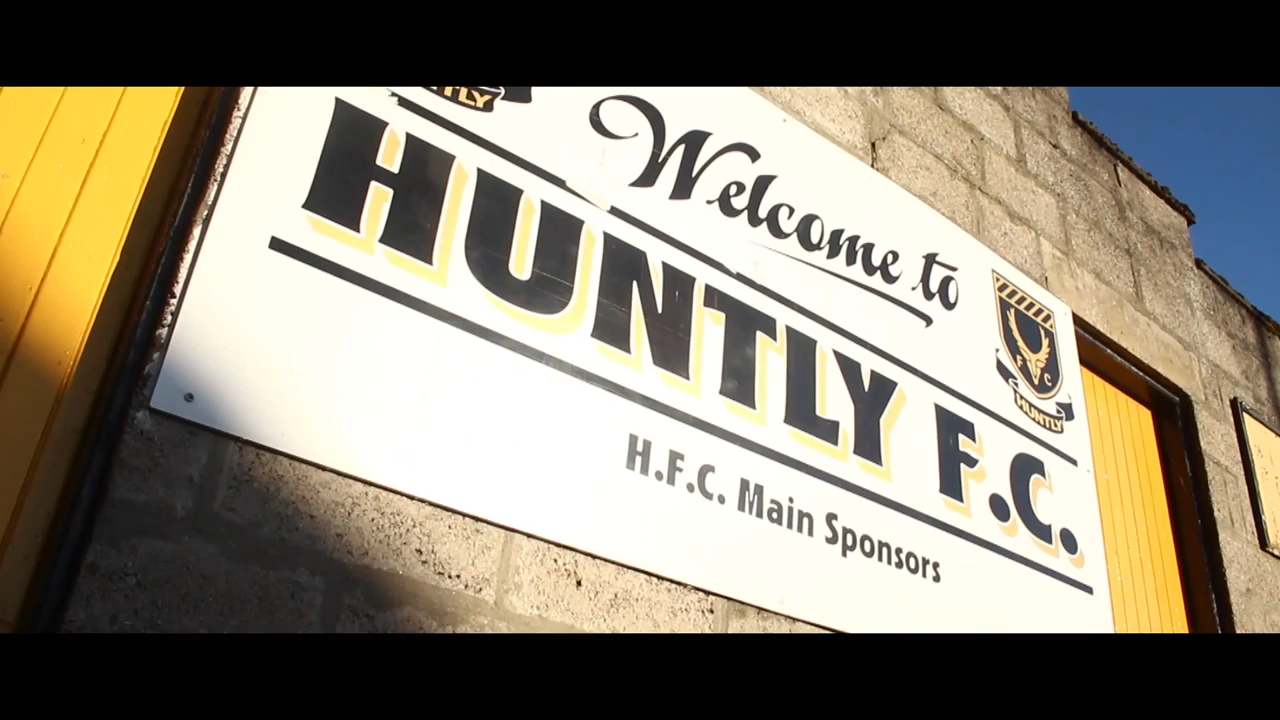 Welcome to
HUNTLY F.C.
H.F.C. Main Sponsors
F C
HUNTLY